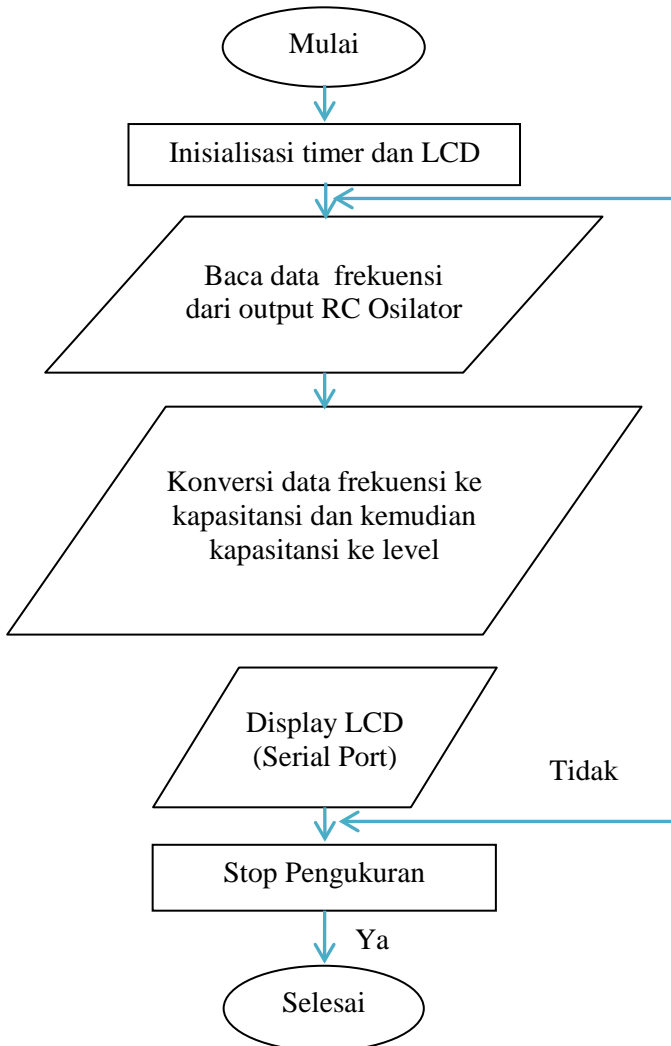 Mulai
Inisialisasi timer dan LCD
Baca data frekuensi
dari output RC Osilator
Konversi data frekuensi ke
kapasitansi dan kemudian
kapasitansi ke level
Display LCD
(Serial Port)
Tidak
Stop Pengukuran
Ya
Selesai